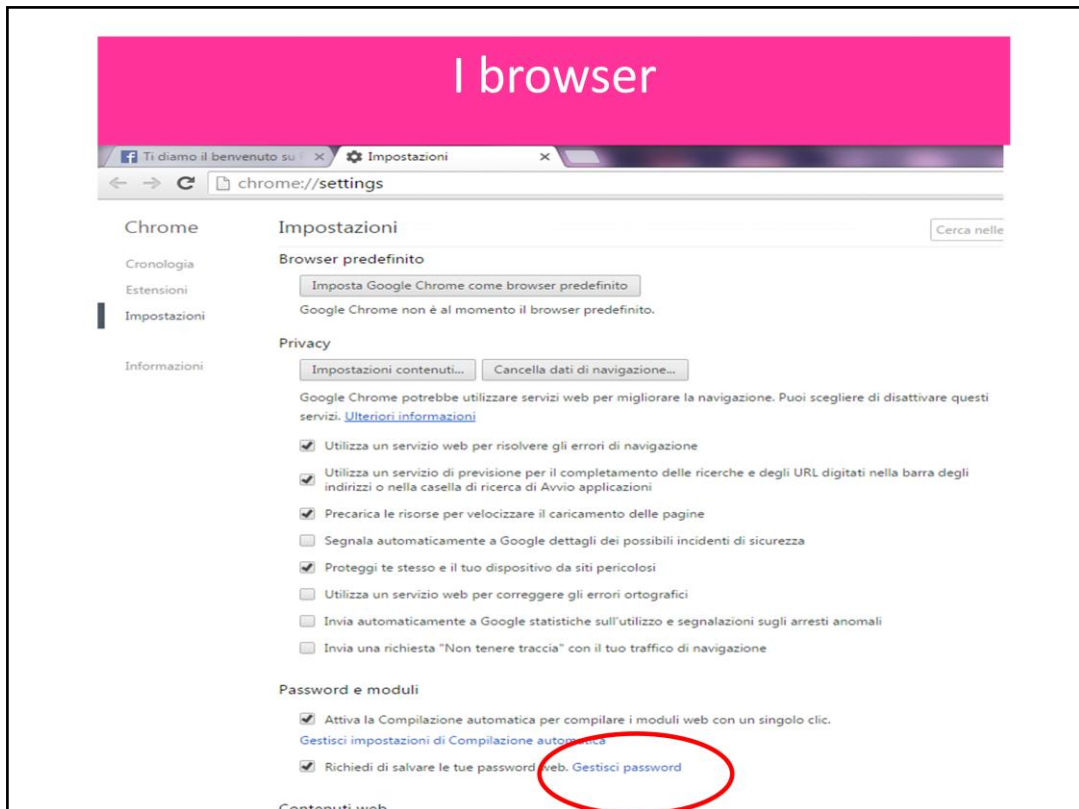 I browser
Ti diamo il benvenuto su F
Impostazioni
chrome://settings
Chrome
Impostazioni
Cerca nelle
Cronologia
Estensioni
Impostazioni
Informazioni
Browser predefinito
Imposta Google Chrome come browser predefinito
Google Chrome non è al momento il browser predefinito.
Privacy
Impostazioni contenuti...
Cancella dati di navigazione...
Google Chrome potrebbe utilizzare servizi web per migliorare la navigazione. Puoi scegliere di disattivare questi
servizi. Ulteriori informazioni
Utilizza un servizio web per risolvere gli errori di navigazione
Utilizza un servizio di previsione per il completamento delle ricerche e degli URL digitati nella barra degli
indirizzi o nella casella di ricerca di Avvio applicazioni
Precarica le risorse per velocizzare il caricamento delle pagine
Segnala automaticamente a Google dettagli dei possibili incidenti di sicurezza
Proteggi te stesso e il tuo dispositivo da siti pericolosi
Utilizza un servizio web per correggere gli errori ortografici
Invia automaticamente a Google statistiche sull'utilizzo e segnalazioni sugli arresti anomali
Invia una richiesta "Non tenere traccia" con il tuo traffico di navigazione
Password e moduli
Attiva la Compilazione automatica per compilare i moduli web con un singolo clic.
Gestisci impostazioni di Compilazione automatica
Richiedi di salvare le tue password web. Gestisci password
Contenuti web